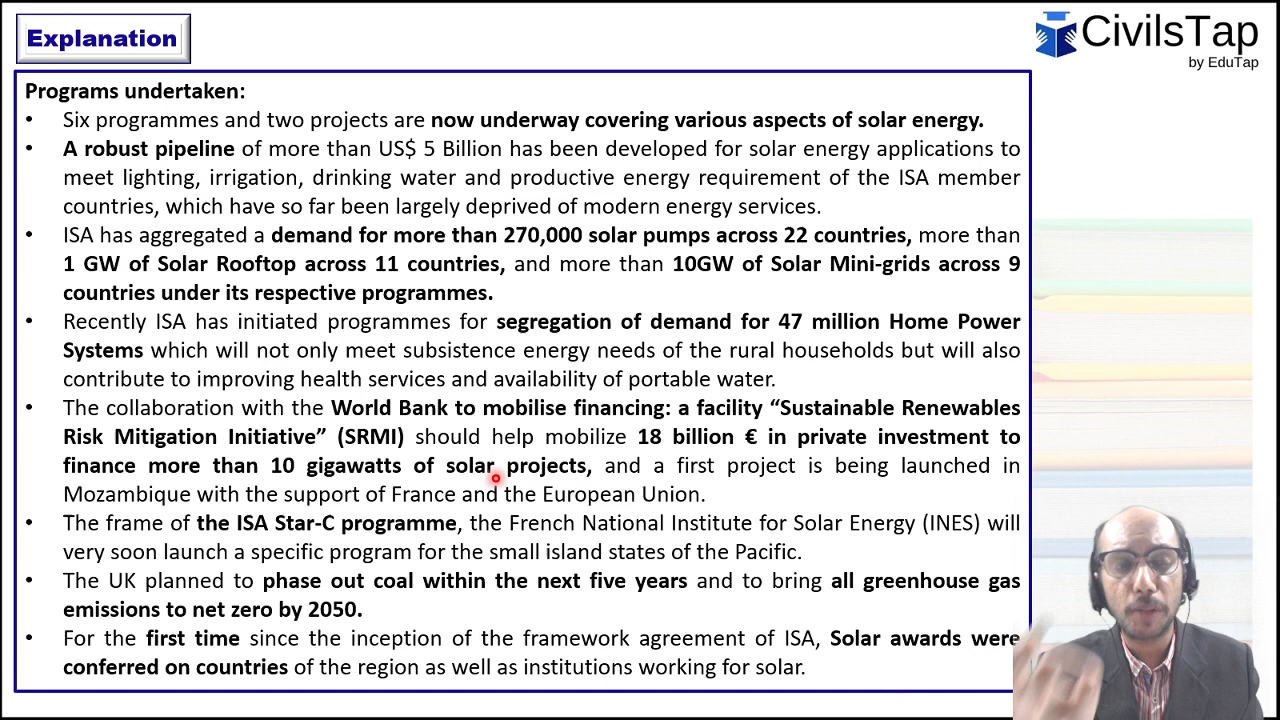 Explanation
CivilsTap
by EduTap
Programs undertaken:
• Six programmes and two projects are now underway covering various aspects of solar energy.
• A robust pipeline of more than US$ 5 Billion has been developed for solar energy applications to
meet lighting, irrigation, drinking water and productive energy requirement of the ISA member
countries, which have so far been largely deprived of modern energy services.
• ISA has aggregated a demand for more than 270,000 solar pumps across 22 countries, more than
1 GW of Solar Rooftop across 11 countries, and more than 10GW of Solar Mini-grids across 9
countries under its respective programmes.
• Recently ISA has initiated programmes for segregation of demand for 47 million Home Power
Systems which will not only meet subsistence energy needs of the rural households but will also
contribute to improving health services and availability of portable water.
• The collaboration with the World Bank to mobilise financing: a facility “Sustainable Renewables
Risk Mitigation Initiative” (SRMI) should help mobilize 18 billion € in private investment to
finance more than 10 gigawatts of solar projects, and a first project is being launched in
Mozambique with the support of France and the European Union.
• The frame of the ISA Star-C programme, the French National Institute for Solar Energy (INES) will
very soon launch a specific program for the small island states of the Pacific.
• The UK planned to phase out coal within the next five years and to bring all greenhouse gas
emissions to net zero by 2050.
• For the first time since the inception of the framework agreement of ISA, Solar awards were
conferred on countries of the region as well as institutions working for solar.